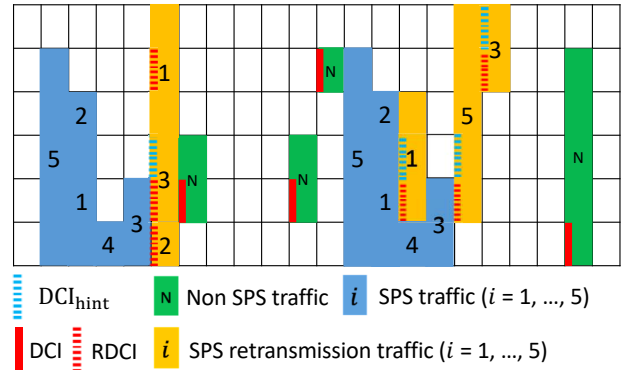 3
1
N
2
2
5
5
5
1
3
N
N
N
1
3
1
3
4
2
4
DCI_hint N Non SPS traffic i SPS traffic (i = 1, …, 5)
DCI RDCI i SPS retransmission traffic (i = 1, …, 5)